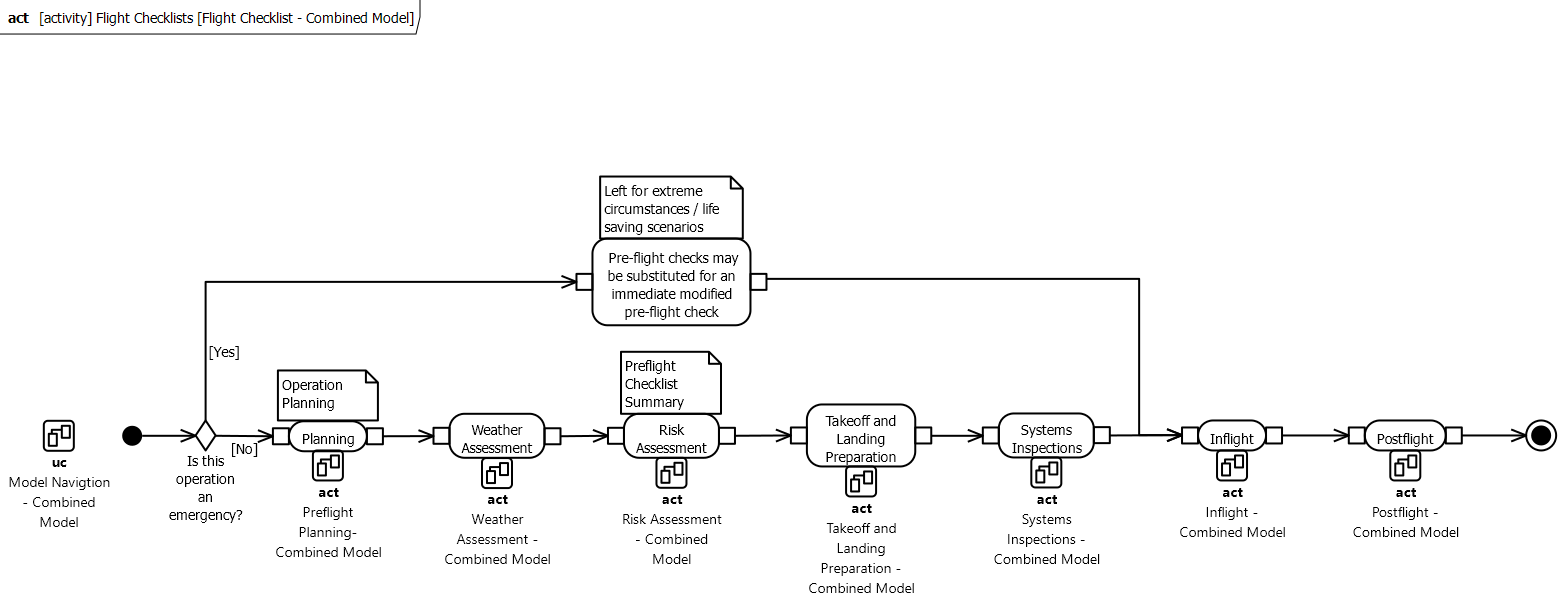 act [activity] Flight Checklists [Flight Checklist - Combined Model]
Left for extreme
circumstances / life
saving scenarios
Pre-flight checks may
be substituted for an
immediate modified
pre-flight check
[Yes]
[No]
Is this
operation
an
emergency?
uc
Model Navigtion
- Combined
Model
Operation
Planning
Planning
act
Preflight
Planning-
Combined Model
Weather
Assessment
act
Weather
Assessment -
Combined Model
Preflight
Checklist
Summary
Risk
Assessment
act
Risk Assessment
- Combined
Model
Takeoff and
Landing
Preparation
act
Takeoff and
Landing
Preparation -
Combined Model
Systems
Inspections
act
Systems
Inspections -
Combined Model
Inflight
act
Inflight -
Combined Model
Postflight
act
Postflight -
Combined Model